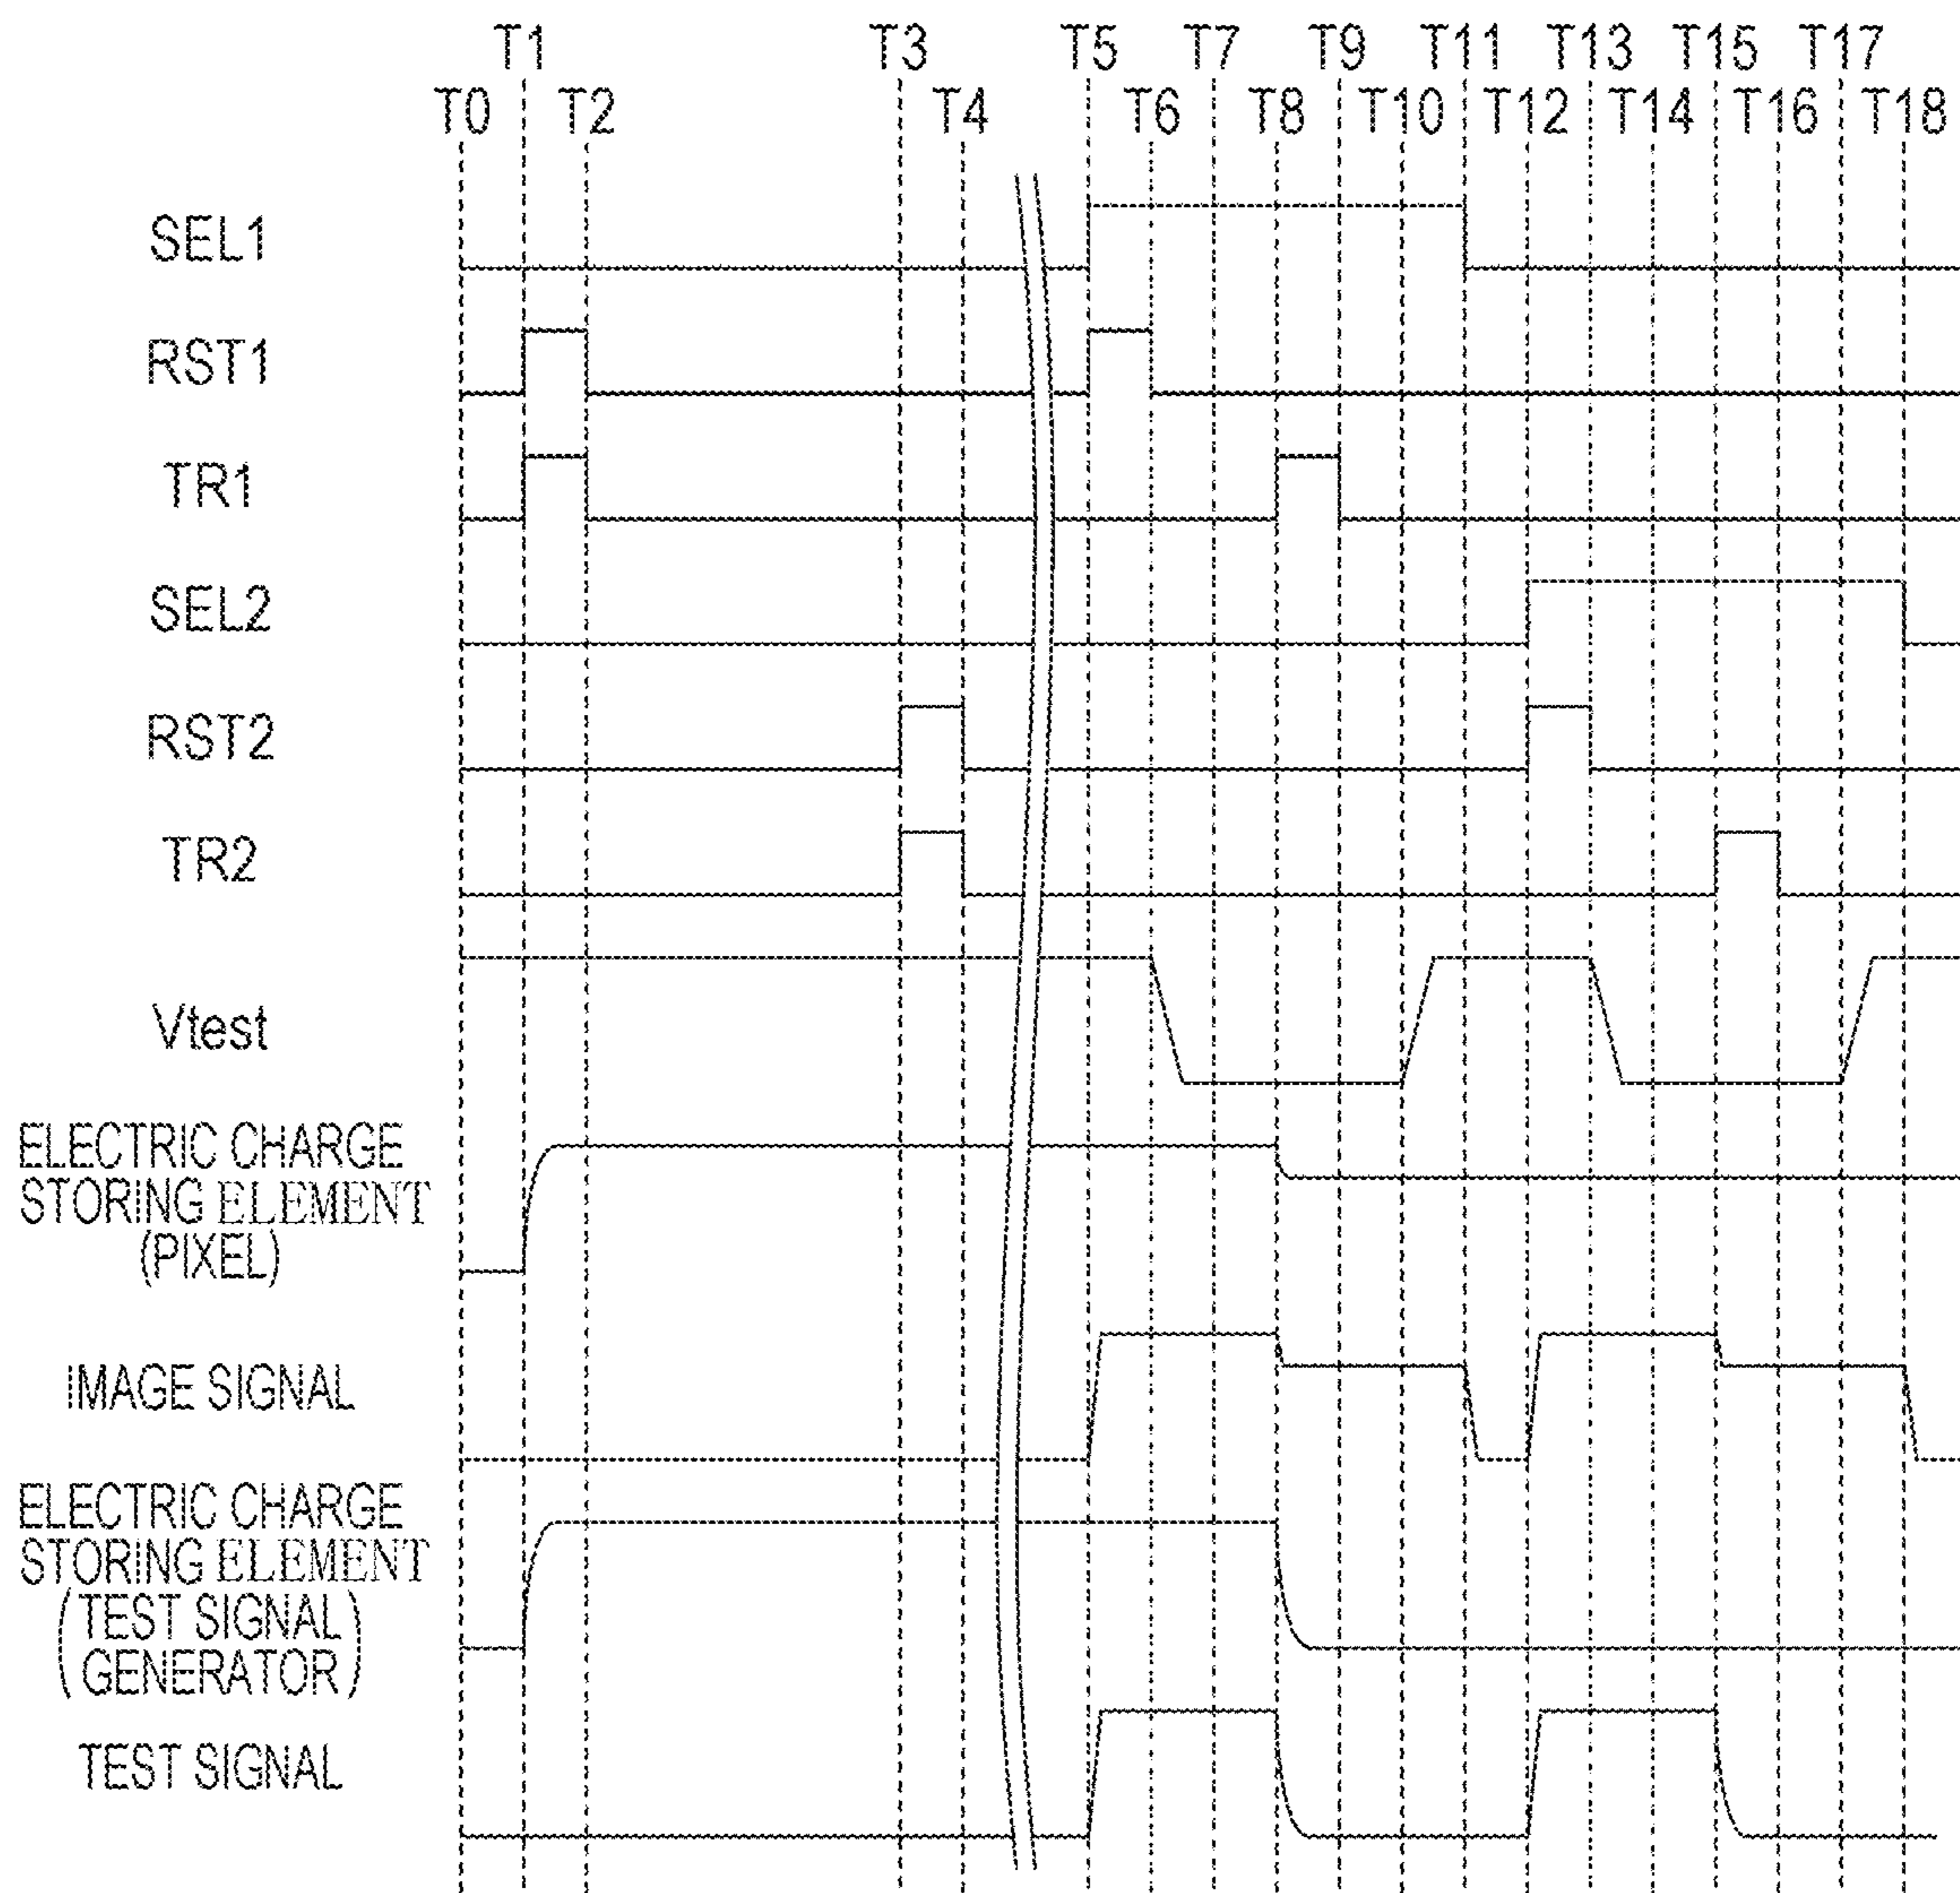 T1 T3 T5 T7 T9 T11 T13 T15 T17
T0 T2 T4 T6 T8 T10 T12 T14 T16 T18
SEL1
RST1
TR1
SEL2
RST2
TR2
Vtest
ELECTRIC CHARGE
STORING ELEMENT
(PIXEL)
IMAGE SIGNAL
ELECTRIC CHARGE
STORING ELEMENT
(TEST SIGNAL
GENERATOR)
TEST SIGNAL